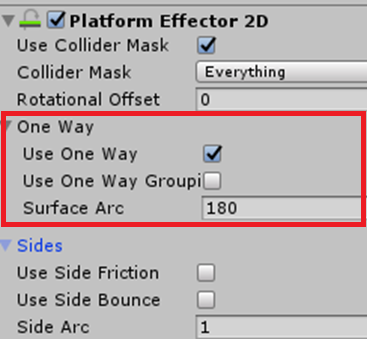 Platform Effector 2D
Use Collider Mask
Collider Mask Everything
Rotational Offset 0
One Way
Use One Way
Use One Way Groupi
Surface Arc 180
Sides
Use Side Friction
Use Side Bounce
Side Arc 1